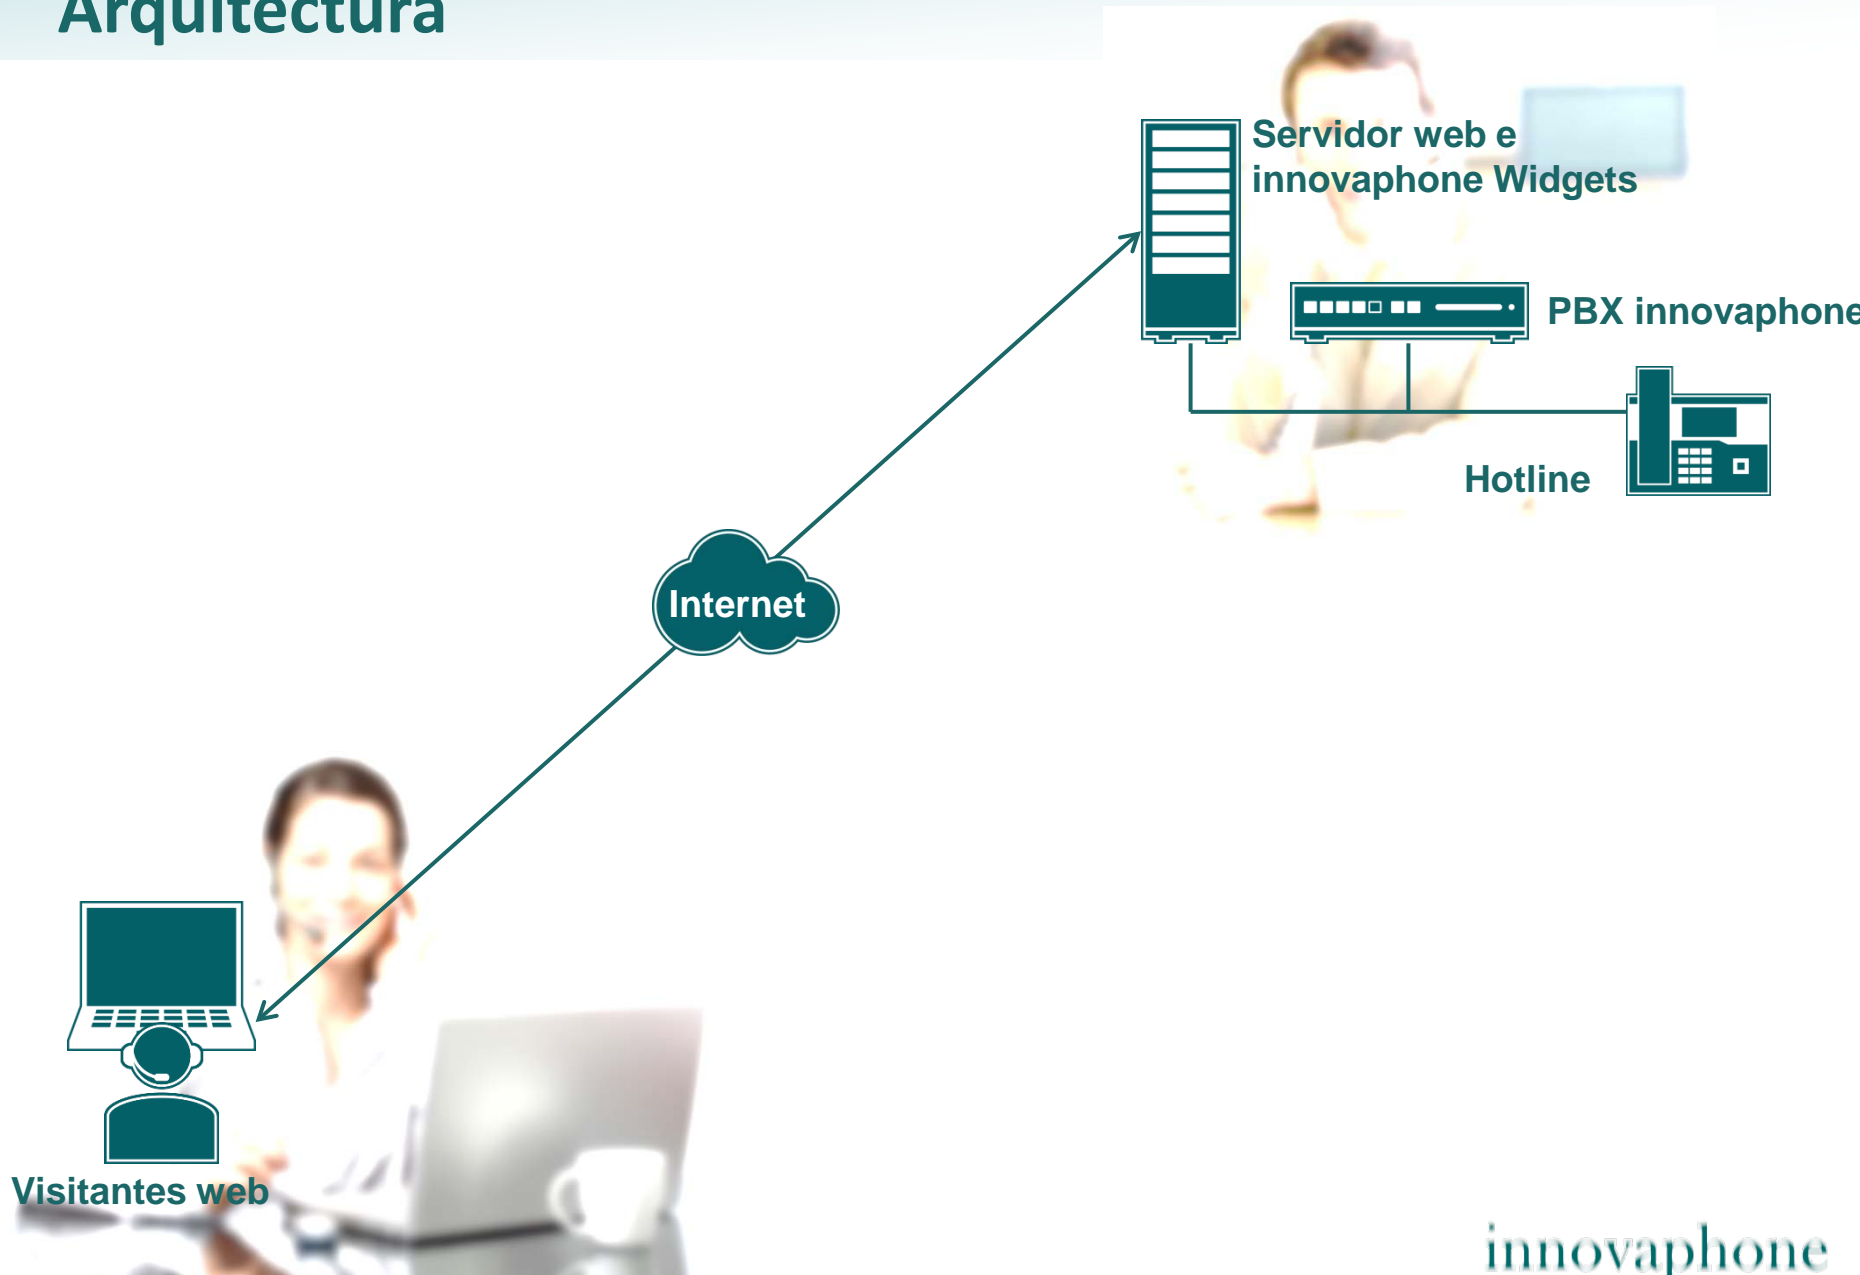 Arquitectura
Servidor web e
innovaphone Widgets
PBX innovaphone
Hotline
Internet
Visitantes web
innovaphone